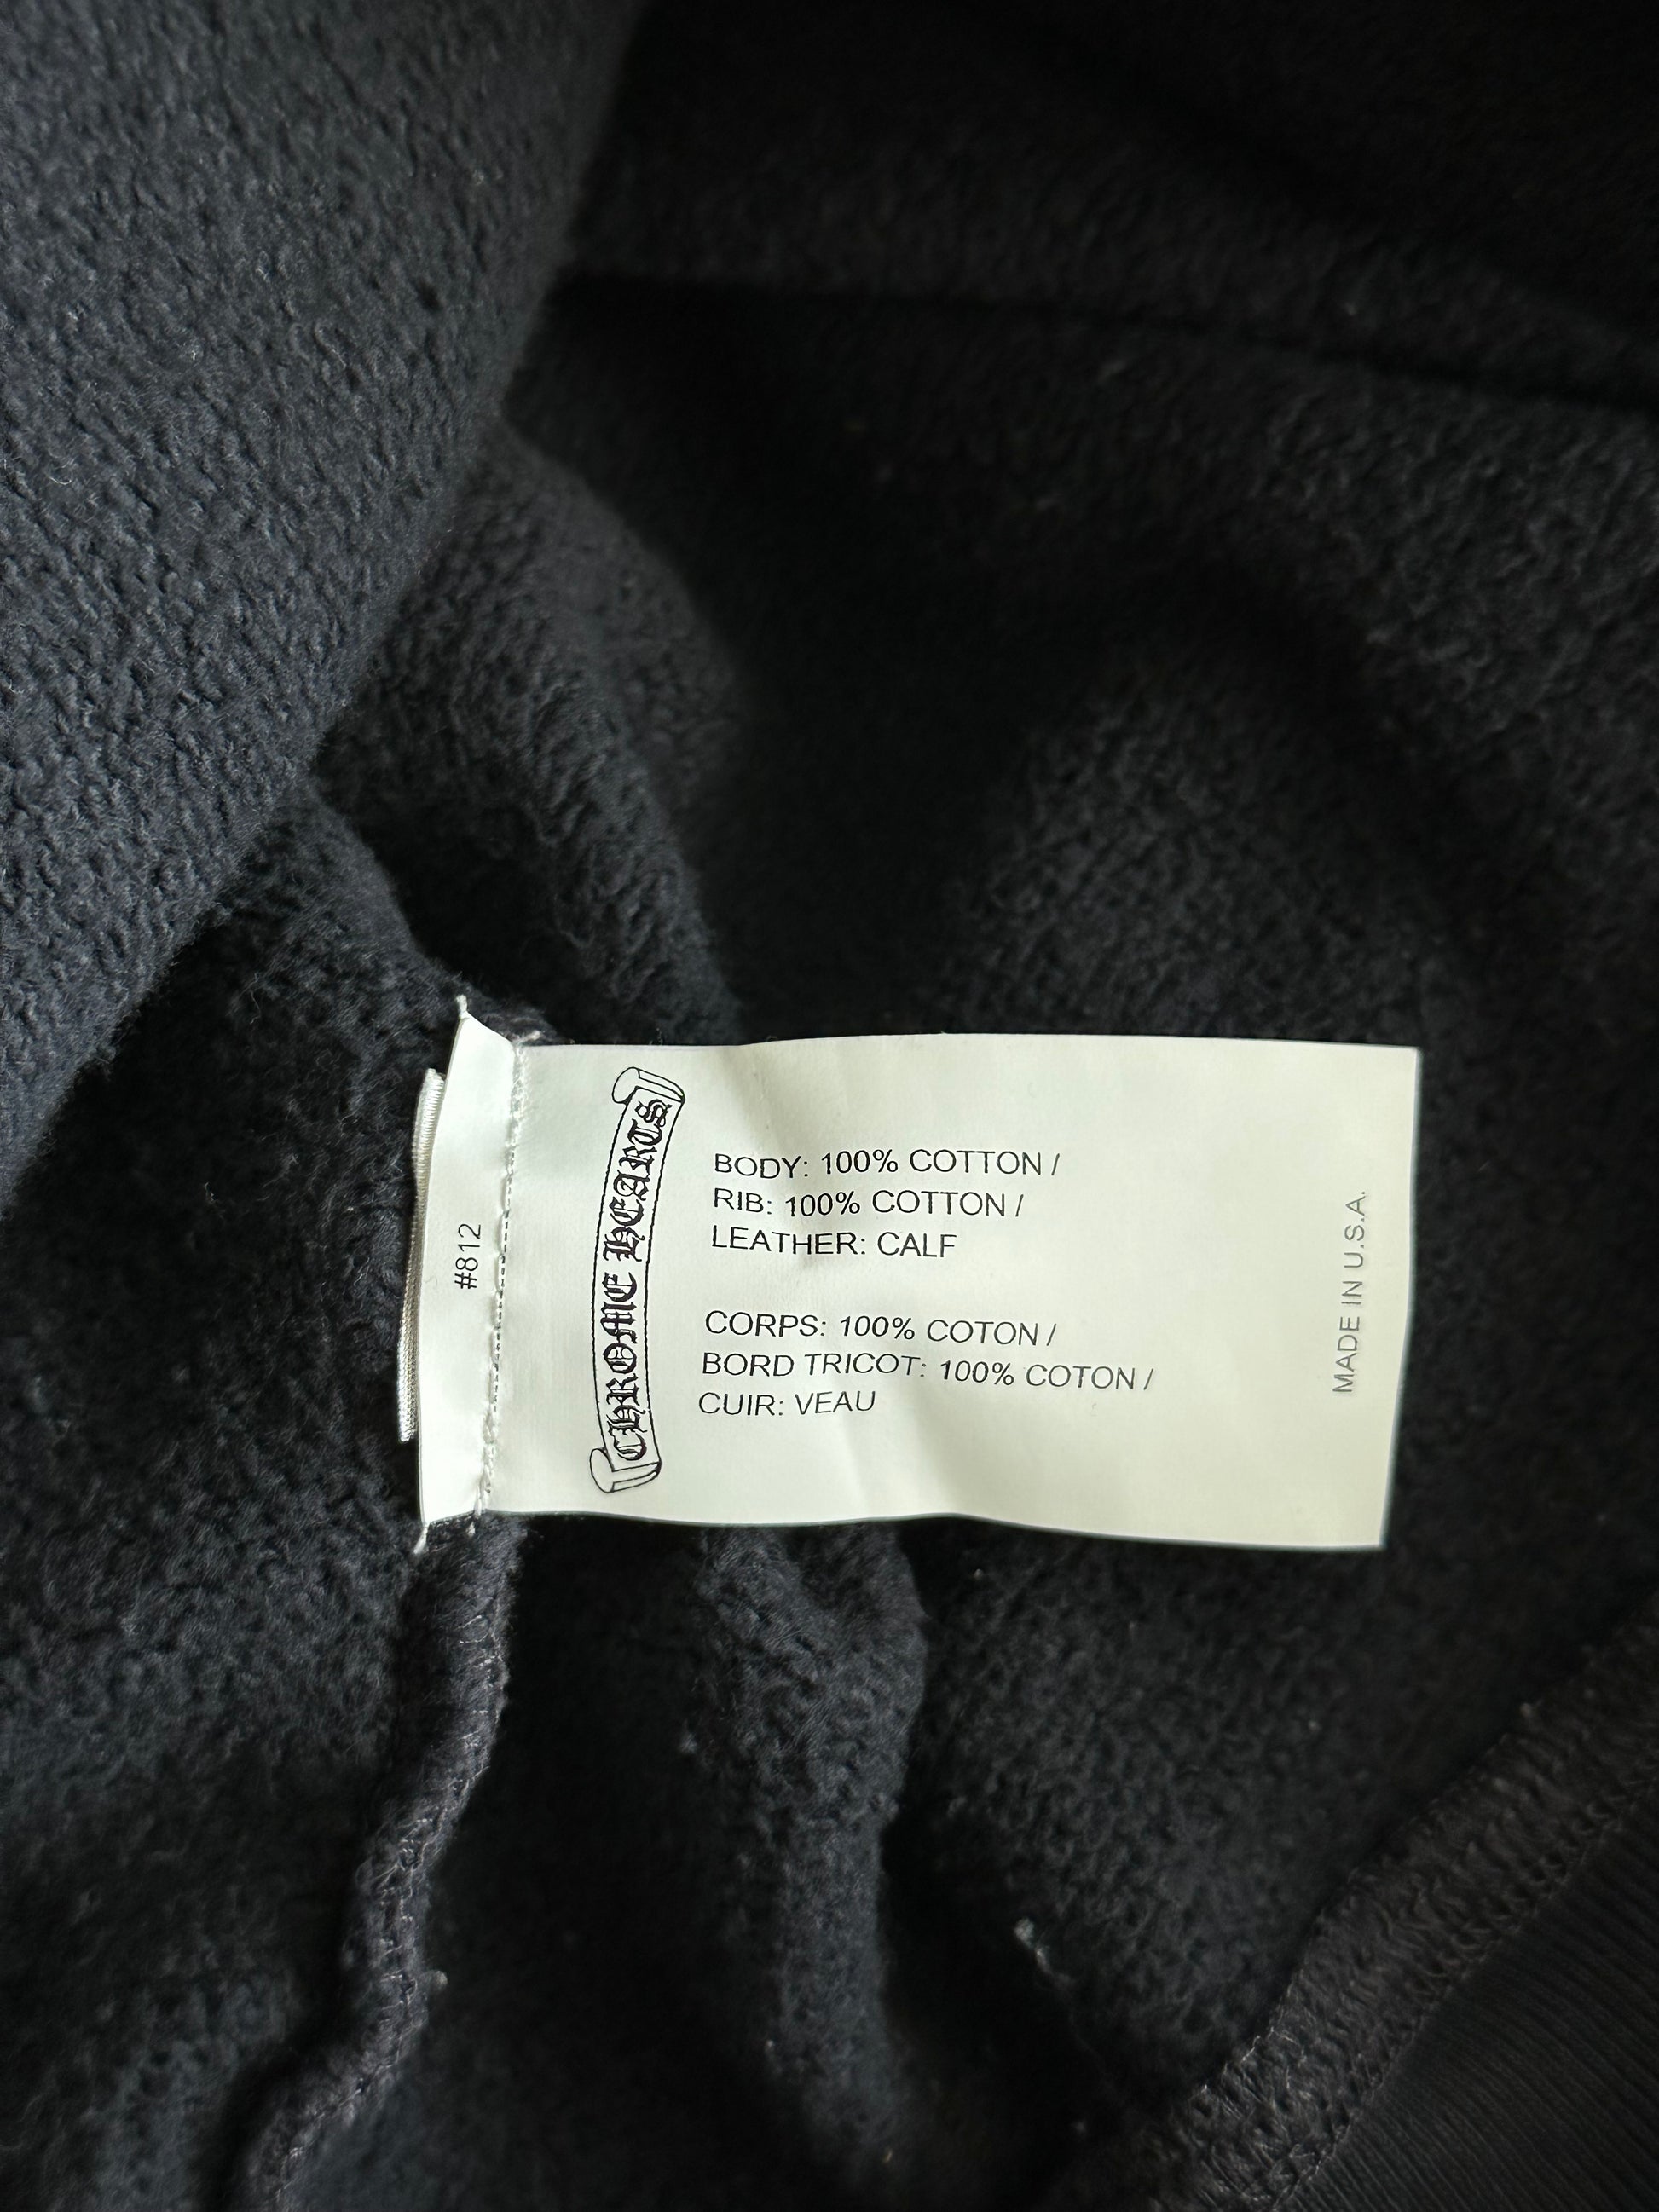 #812
CHROME HEARTS
BODY: 100% COTTON /
RIB: 100% COTTON /
LEATHER: CALF
CORPS: 100% COTON /
BORD TRICOT: 100% COTON /
CUIR: VEAU
MADE IN U.S.A.